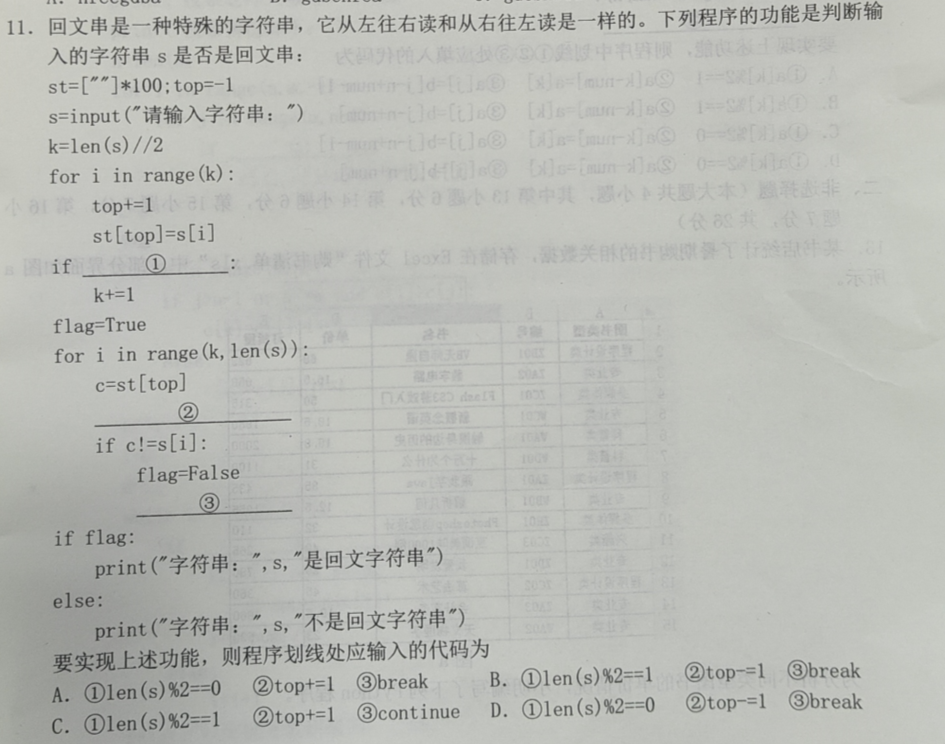 11. 回文串是一种特殊的字符串，它从左往右读和从右往左读是一样的。下列程序的功能是判断输
入的字符串 s 是否是回文串：
st=[""]*100;top=-1
s=input("请输入字符串：")
k=len(s)//2
for i in range(k):
top+=1
st[top]=s[i]
if ①:
k+=1
flag=True
for i in range(k,len(s)):
c=st[top]
②
if c!=s[i]:
flag=False
③
if flag:
print("字符串：",s,"是回文字符串")
else:
print("字符串：",s,"不是回文字符串")
要实现上述功能，则程序划线处应输入的代码为
A. ①len(s)%2==0 ②top+=1 ③break B. ①len(s)%2==1 ②top-=1 ③break
C. ①len(s)%2==1 ②top+=1 ③continue D. ①len(s)%2==0 ②top-=1 ③break